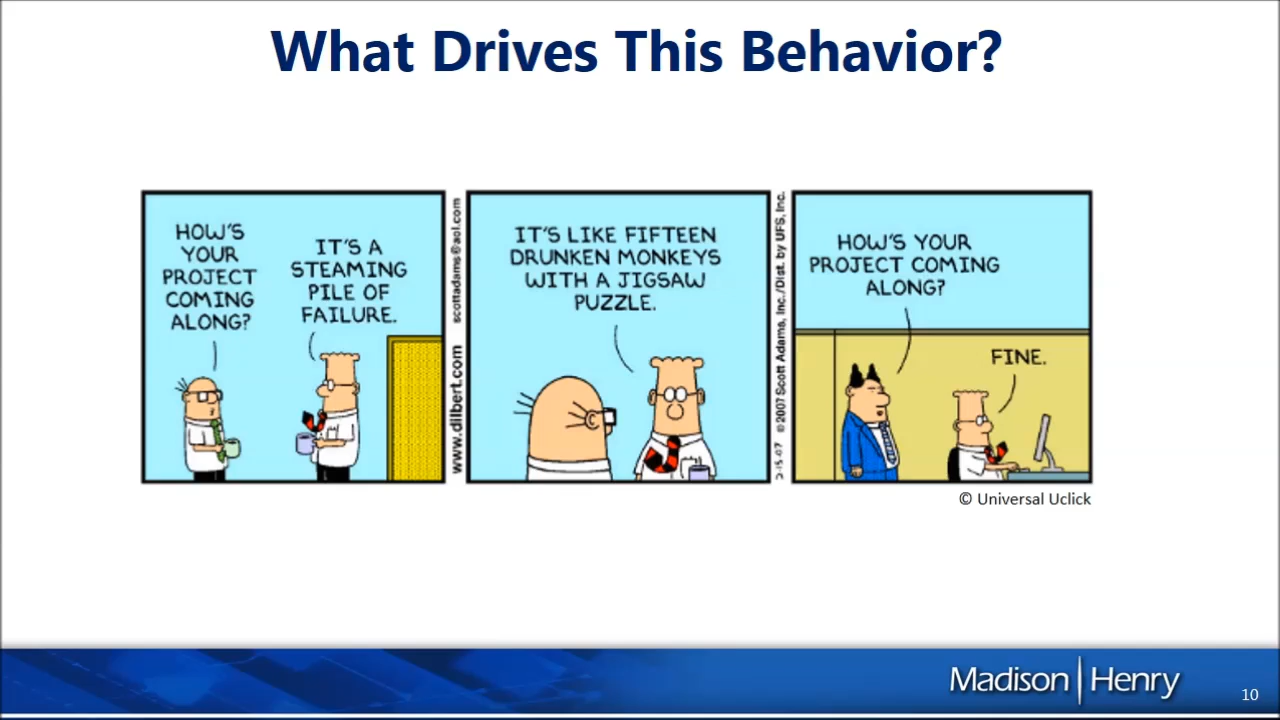 What Drives This Behavior?
HOW'S
YOUR
PROJECT
COMING
ALONG?
IT'S A
STEAMING
PILE OF
FAILURE.
www.dilbert.com scottadams@aol.com
IT'S LIKE FIFTEEN
DRUNKEN MONKEYS
WITH A JIGSAW
PUZZLE.
©2007 Scott Adams, Inc./Dist. by UFS, Inc.
HOW'S YOUR
PROJECT COMING
ALONG?
FINE.
© Universal Uclick
Madison Henry
10